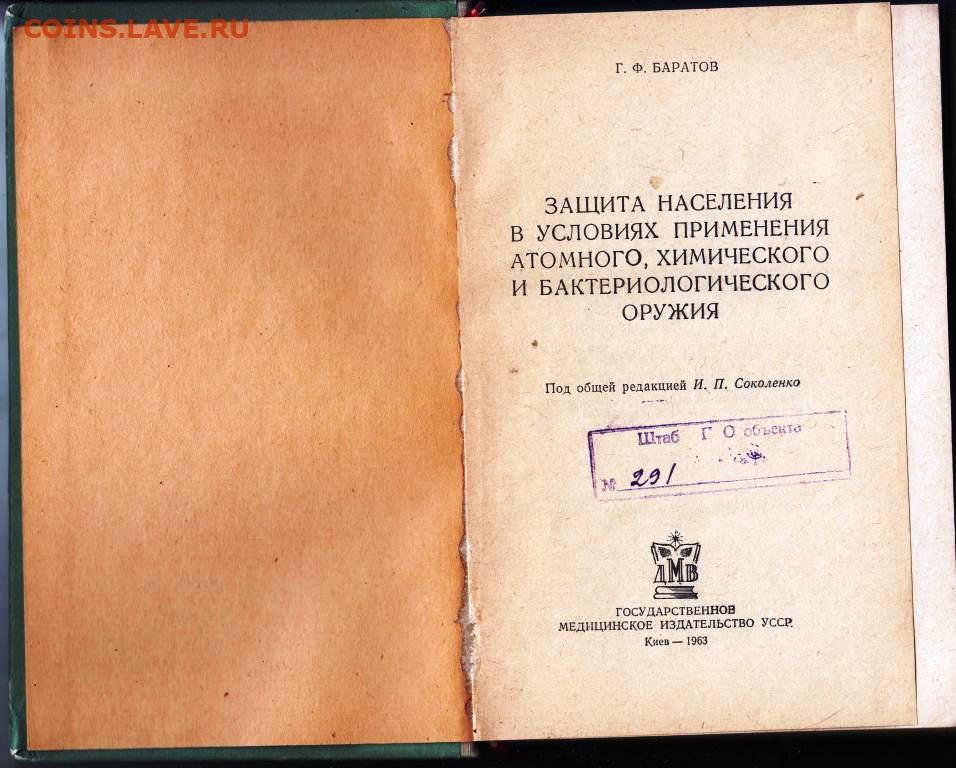 COINS.LAVE.RU
Г. Ф. БАРАТОВ
ЗАЩИТА НАСЕЛЕНИЯ
В УСЛОВИЯХ ПРИМЕНЕНИЯ
АТОМНОГО, ХИМИЧЕСКОГО
И БАКТЕРИОЛОГИЧЕСКОГО
ОРУЖИЯ
Под общей редакцией И. П. Соколенко
Штаб Г О объекта
№ 291
ДМВ
ГОСУДАРСТВЕННОЕ
МЕДИЦИНСКОЕ ИЗДАТЕЛЬСТВО УССР
Киев — 1963